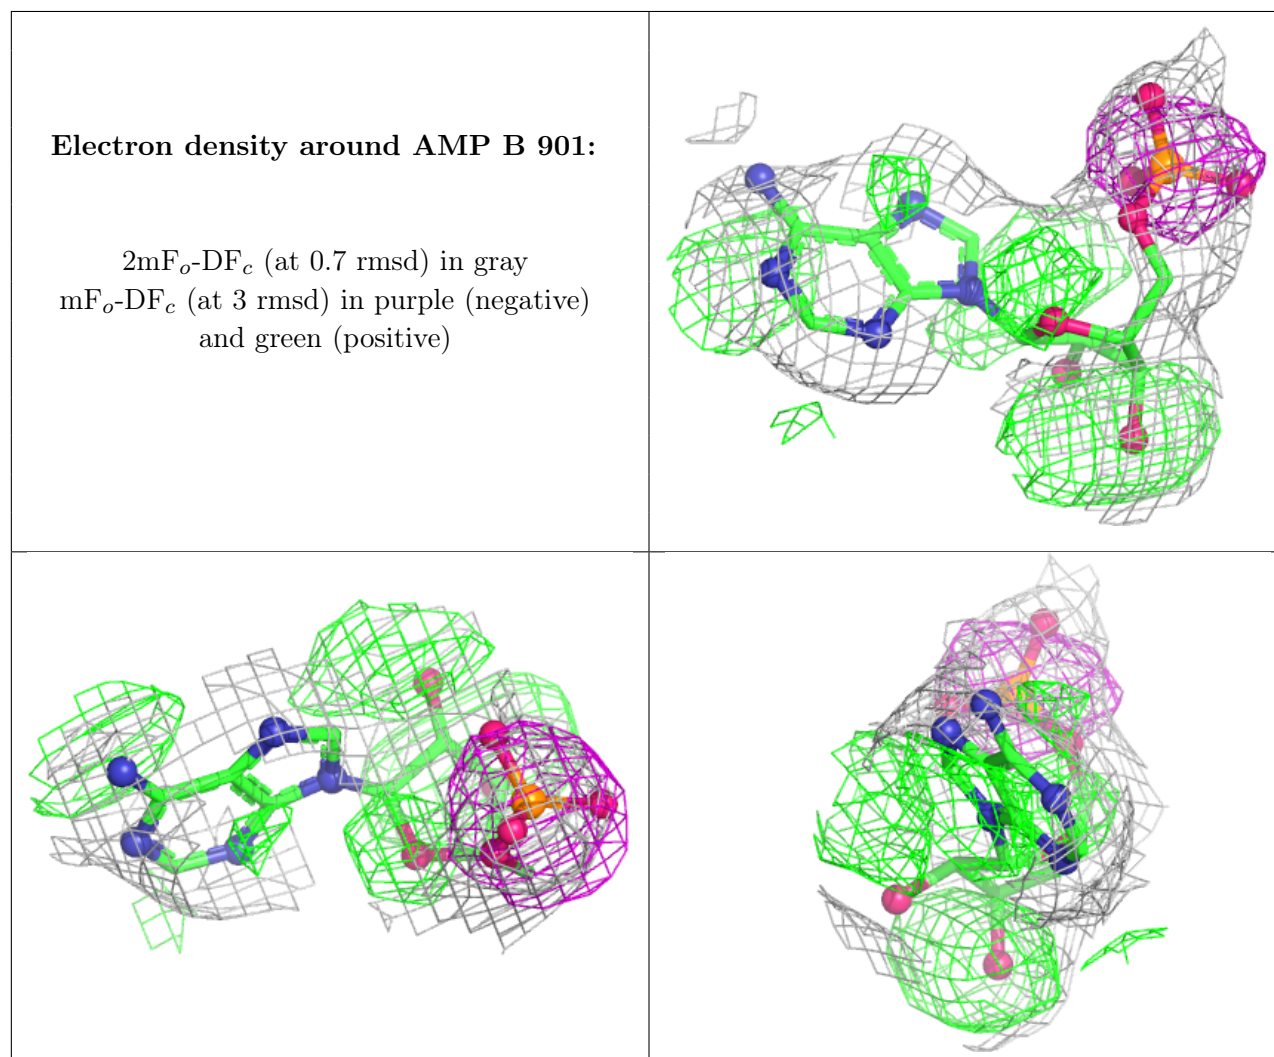 Electron density around AMP B 901:
2mFₒ-DF𝒸 (at 0.7 rmsd) in gray
mFₒ-DF𝒸 (at 3 rmsd) in purple (negative)
and green (positive)